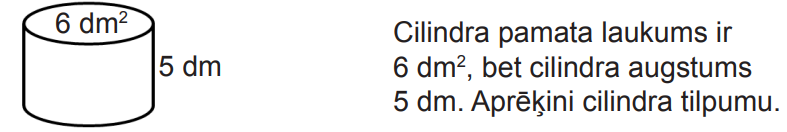 6 dm²
5 dm
Cilindra pamata laukums ir
6 dm², bet cilindra augstums
5 dm. Aprēķini cilindra tilpumu.